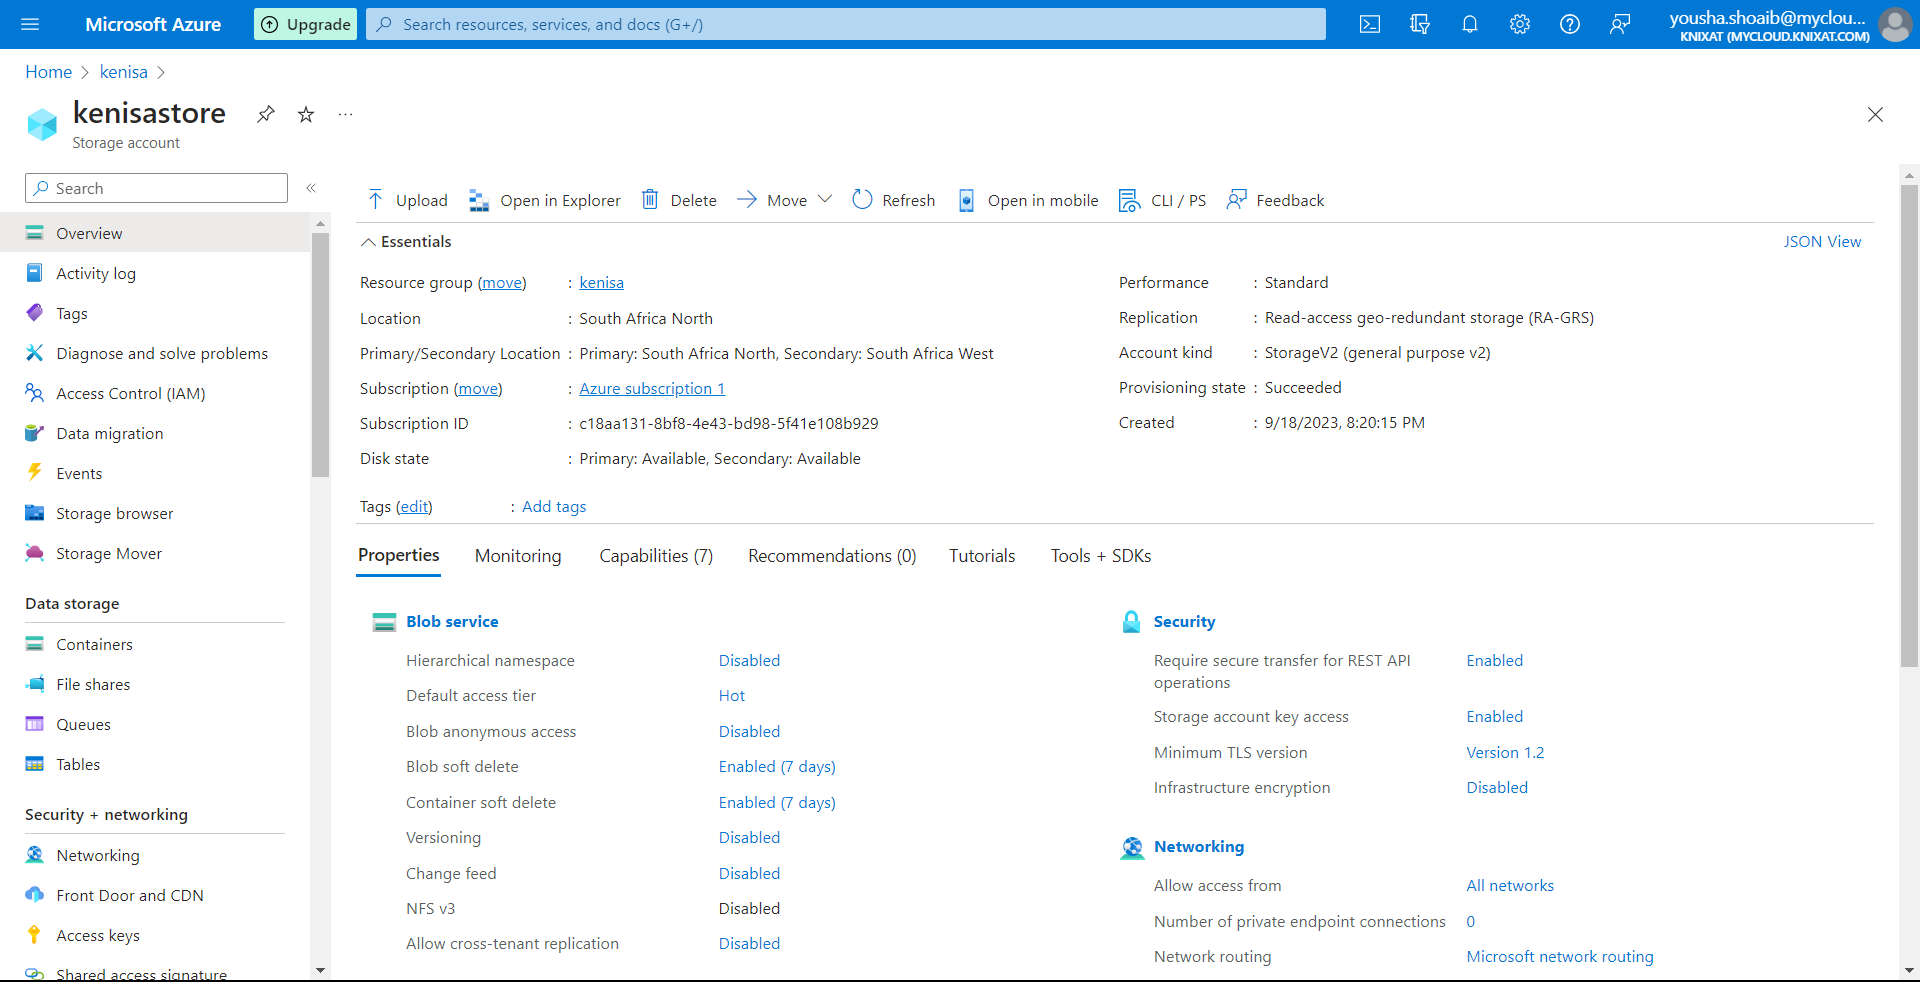 Microsoft Azure
Upgrade
Search resources, services, and docs (G+/)
yousha.shoaib@myclou...
KNIXAT (MYCLOUD.KNIXAT.COM)
Home > kenisa >
kenisastore
Storage account
Search
Overview
Activity log
Tags
Diagnose and solve problems
Access Control (IAM)
Data migration
Events
Storage browser
Storage Mover
Data storage
Containers
File shares
Queues
Tables
Security + networking
Networking
Front Door and CDN
Access keys
Shared access signature
Upload
Open in Explorer
Delete
Move
Refresh
Open in mobile
CLI / PS
Feedback
Essentials
JSON View
Resource group (move) : kenisa
Location : South Africa North
Primary/Secondary Location : Primary: South Africa North, Secondary: South Africa West
Subscription (move) : Azure subscription 1
Subscription ID : c18aa131-8bf8-4e43-bd98-5f41e108b929
Disk state : Primary: Available, Secondary: Available
Tags (edit) : Add tags
Performance : Standard
Replication : Read-access geo-redundant storage (RA-GRS)
Account kind : StorageV2 (general purpose v2)
Provisioning state : Succeeded
Created : 9/18/2023, 8:20:15 PM
Properties
Monitoring
Capabilities (7)
Recommendations (0)
Tutorials
Tools + SDKs
Blob service
Hierarchical namespace Disabled
Default access tier Hot
Blob anonymous access Disabled
Blob soft delete Enabled (7 days)
Container soft delete Enabled (7 days)
Versioning Disabled
Change feed Disabled
NFS v3 Disabled
Allow cross-tenant replication Disabled
Security
Require secure transfer for REST API Enabled
operations
Storage account key access Enabled
Minimum TLS version Version 1.2
Infrastructure encryption Disabled
Networking
Allow access from All networks
Number of private endpoint connections 0
Network routing Microsoft network routing